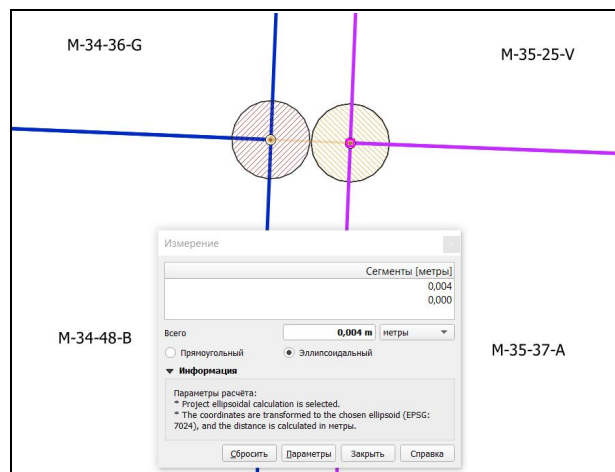 M-34-36-G
M-35-25-V
Измерение
Сегменты [метры]
0,004
0,000
M-34-48-B
Всего
0,004 m
метры
M-35-37-A
Прямоугольный
Эллипсоидальный
Информация
Параметры расчёта:
* Project ellipsoidal calculation is selected.
* The coordinates are transformed to the chosen ellipsoid (EPSG:
7024), and the distance is calculated in метры.
Сбросить
Параметры
Закрыть
Справка